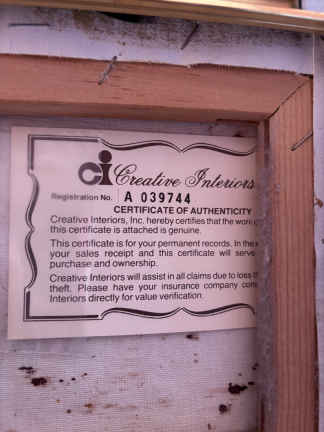 ci Creative Interiors
Registration No. A 039744
CERTIFICATE OF AUTHENTICITY
Creative Interiors, Inc. hereby certifies that the work
this certificate is attached is genuine.
This certificate is for your permanent records. In the
your sales receipt and this certificate will serve
purchase and ownership.
Creative Interiors will assist in all claims due to loss
theft. Please have your insurance company
Interiors directly for value verification.